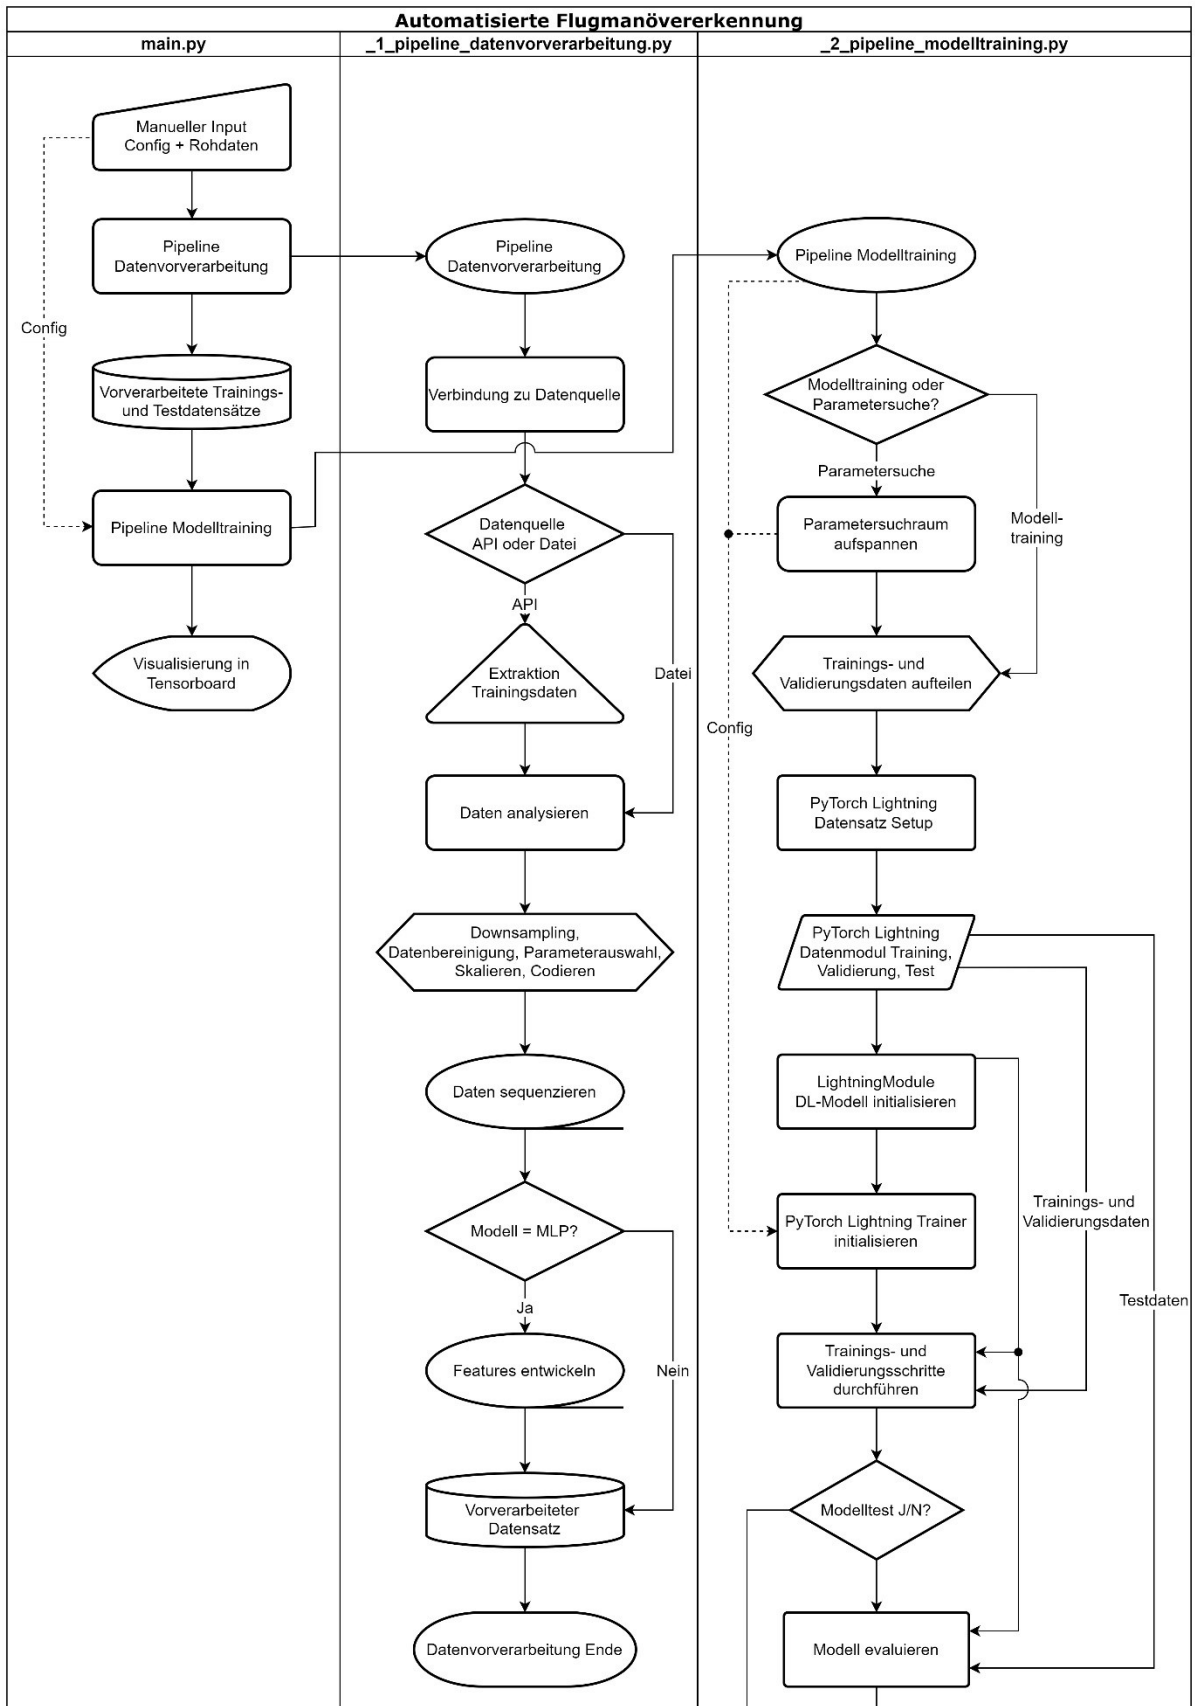 Automatisierte Flugmanövererkennung
main.py
_1_pipeline_datenvorverarbeitung.py
_2_pipeline_modelltraining.py
Manueller Input
Config + Rohdaten
Pipeline
Datenvorverarbeitung
Config
Vorverarbeitete Trainings-
und Testdatensätze
Pipeline Modelltraining
Visualisierung in
Tensorboard
Pipeline
Datenvorverarbeitung
Verbindung zu Datenquelle
Datenquelle
API oder Datei
API
Datei
Extraktion
Trainingsdaten
Daten analysieren
Downsampling,
Datenbereinigung, Parameterauswahl,
Skalieren, Codieren
Daten sequenzieren
Modell = MLP?
Ja
Nein
Features entwickeln
Vorverarbeiteter
Datensatz
Datenvorverarbeitung Ende
Pipeline Modelltraining
Modelltraining oder
Parametersuche?
Parametersuche
Modell-
training
Parametersuchraum
aufspannen
Trainings- und
Validierungsdaten aufteilen
Config
PyTorch Lightning
Datensatz Setup
PyTorch Lightning
Datenmodul Training,
Validierung, Test
LightningModule
DL-Modell initialisieren
PyTorch Lightning Trainer
initialisieren
Trainings- und
Validierungsdaten
Testdaten
Trainings- und
Validierungsschritte
durchführen
Modelltest J/N?
Modell evaluieren